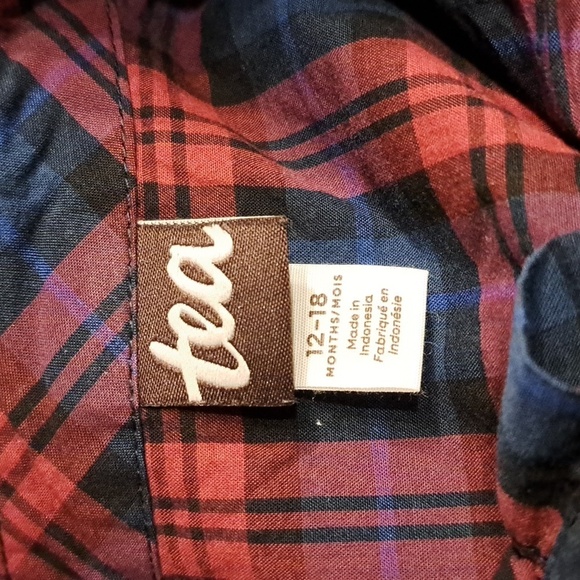 tea
12-18
MONTHS/MOIS
Made in
Indonesia
Fabriqué en
Indonésie